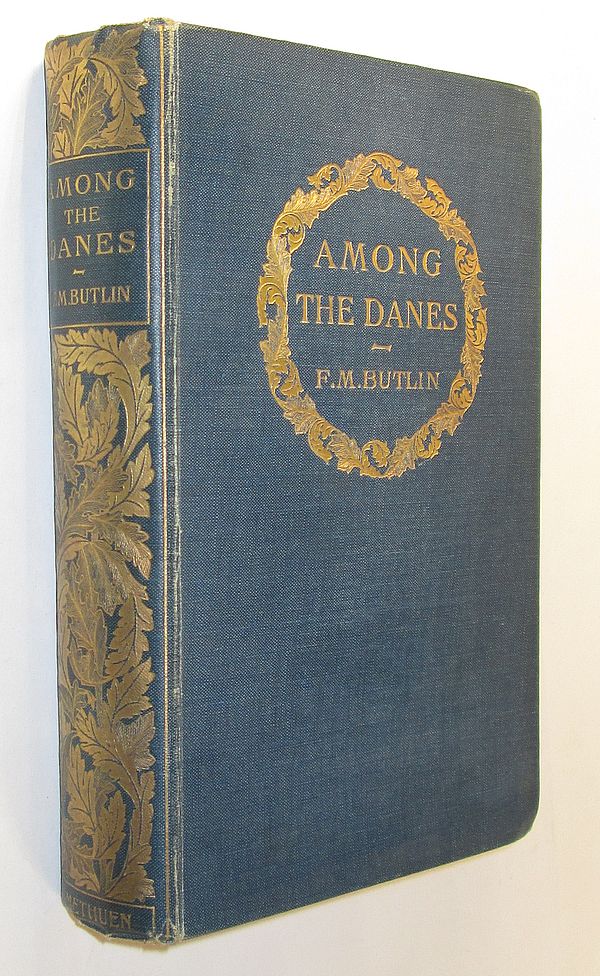 AMONG
THE
DANES
F.M.BUTLIN
METHUEN
AMONG
THE DANES
F.M.BUTLIN